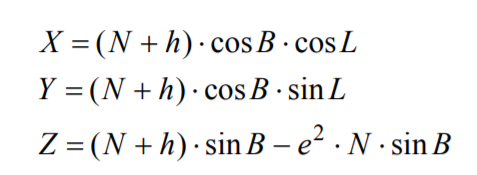 X = (N + h) · cos B · cos L
Y = (N + h) · cos B · sin L
Z = (N + h) · sin B – e² · N · sin B